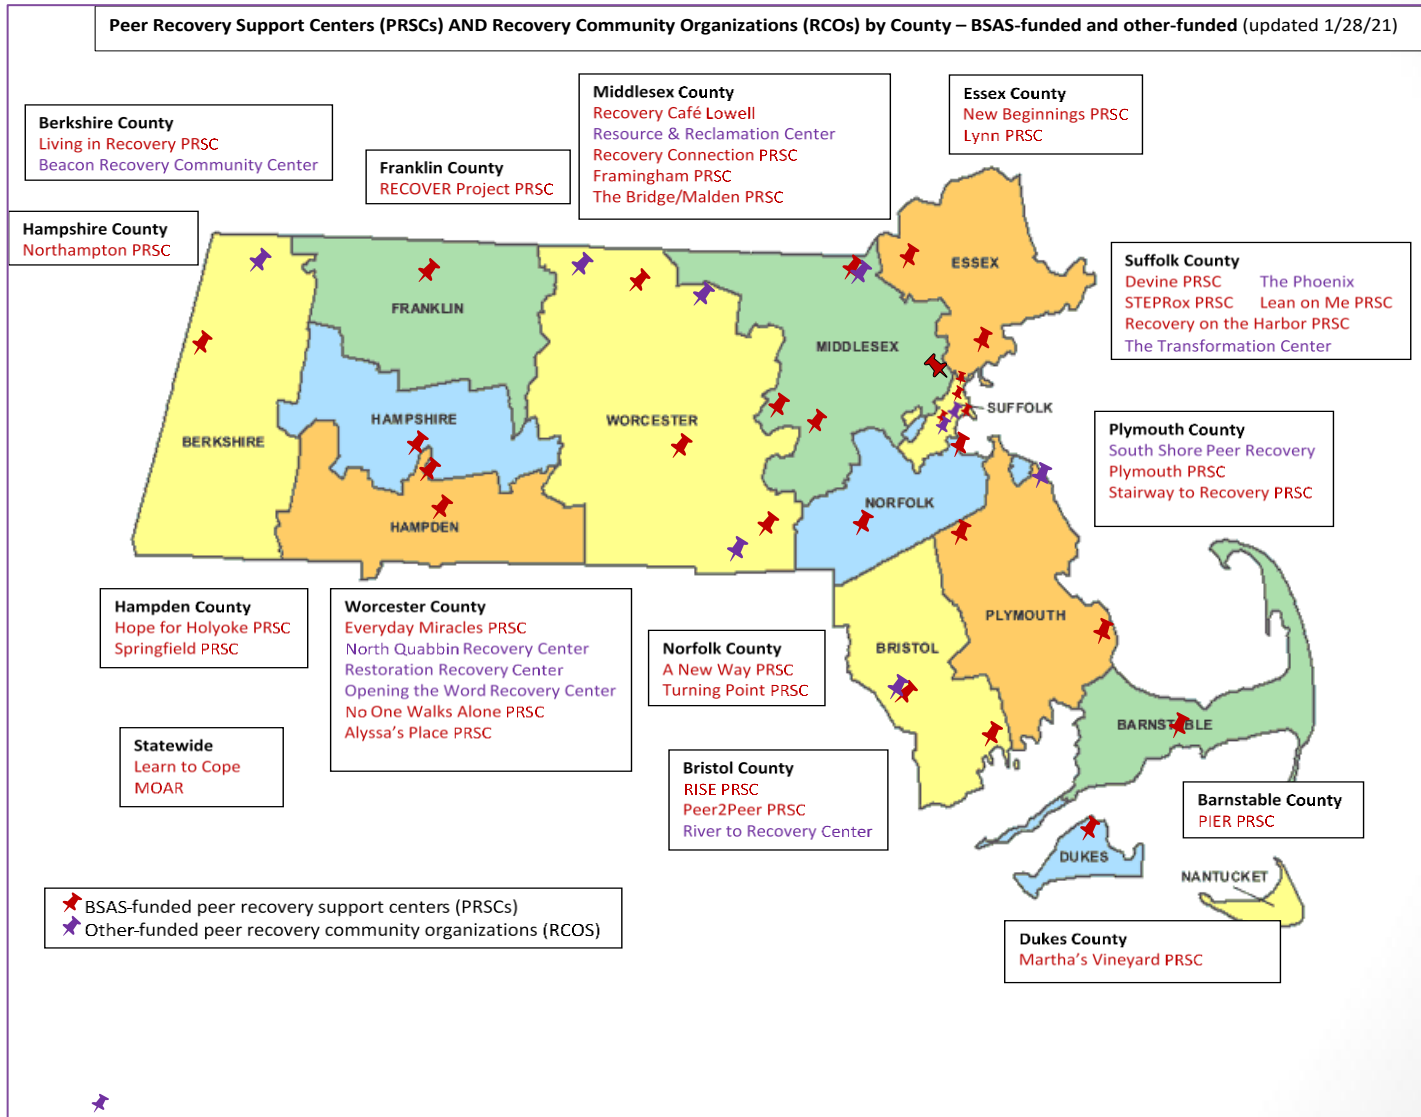 Peer Recovery Support Centers (PRSCs) AND Recovery Community Organizations (RCOs) by County – BSAS-funded and other-funded (updated 1/28/21)
Berkshire County
Living in Recovery PRSC
Beacon Recovery Community Center
Hampshire County
Northampton PRSC
Franklin County
RECOVER Project PRSC
Middlesex County
Recovery Café Lowell
Resource & Reclamation Center
Recovery Connection PRSC
Framingham PRSC
The Bridge/Malden PRSC
Essex County
New Beginnings PRSC
Lynn PRSC
Suffolk County
Devine PRSC The Phoenix
STEPRox PRSC Lean on Me PRSC
Recovery on the Harbor PRSC
The Transformation Center
Plymouth County
South Shore Peer Recovery
Plymouth PRSC
Stairway to Recovery PRSC
ESSEX
FRANKLIN
MIDDLESEX
SUFFOLK
HAMPSHIRE
WORCESTER
BERKSHIRE
NORFOLK
HAMPDEN
PLYMOUTH
BRISTOL
BARNSTABLE
DUKES
NANTUCKET
Hampden County
Hope for Holyoke PRSC
Springfield PRSC
Worcester County
Everyday Miracles PRSC
North Quabbin Recovery Center
Restoration Recovery Center
Opening the Word Recovery Center
No One Walks Alone PRSC
Alyssa's Place PRSC
Norfolk County
A New Way PRSC
Turning Point PRSC
Statewide
Learn to Cope
MOAR
Bristol County
RISE PRSC
Peer2Peer PRSC
River to Recovery Center
Barnstable County
PIER PRSC
Dukes County
Martha's Vineyard PRSC
BSAS-funded peer recovery support centers (PRSCs)
Other-funded peer recovery community organizations (RCOS)